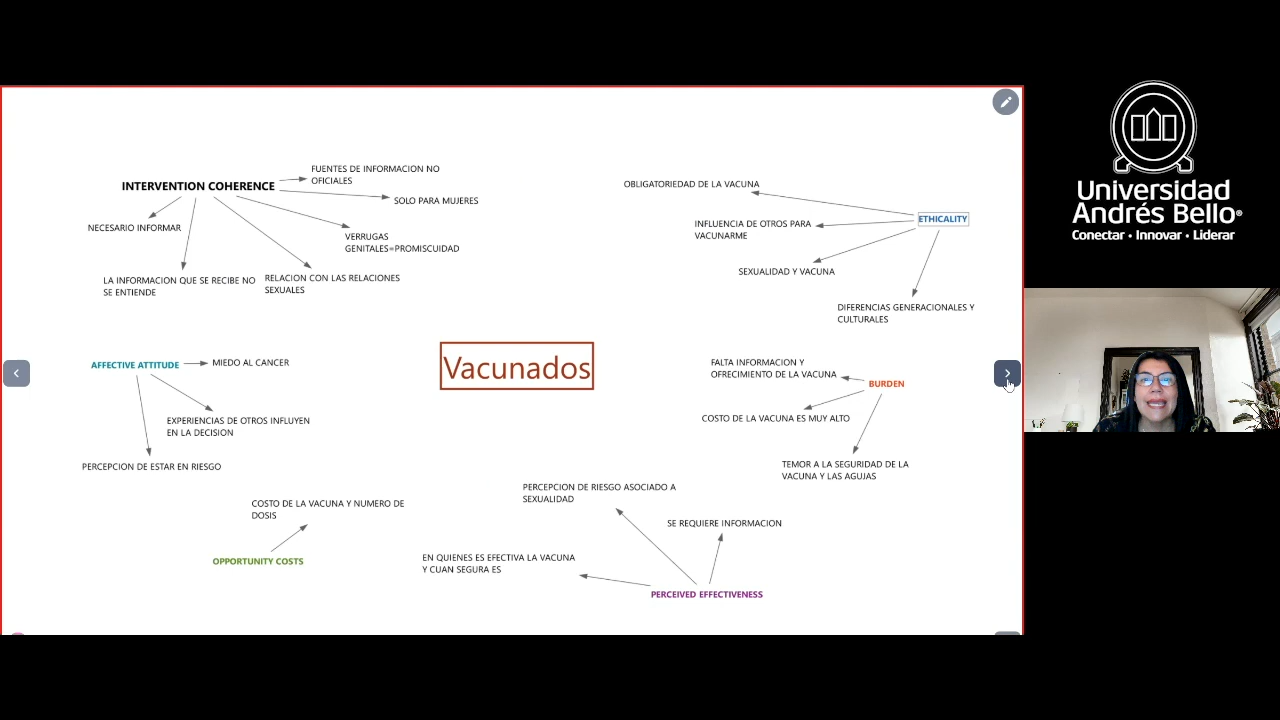 INTERVENTION COHERENCE
FUENTES DE INFORMACION NO
OFICIALES
SOLO PARA MUJERES
NECESARIO INFORMAR
VERRUGAS
GENITALES=PROMISCUIDAD
LA INFORMACION QUE SE RECIBE NO
SE ENTIENDE
RELACION CON LAS RELACIONES
SEXUALES
OBLIGATORIEDAD DE LA VACUNA
ETHICALITY
INFLUENCIA DE OTROS PARA
VACUNARME
SEXUALIDAD Y VACUNA
DIFERENCIAS GENERACIONALES Y
CULTURALES
Vacunados
AFFECTIVE ATTITUDE
MIEDO AL CANCER
EXPERIENCIAS DE OTROS INFLUYEN
EN LA DECISION
PERCEPCION DE ESTAR EN RIESGO
FALTA INFORMACION Y
OFRECIMIENTO DE LA VACUNA
BURDEN
COSTO DE LA VACUNA ES MUY ALTO
TEMOR A LA SEGURIDAD DE LA
VACUNA Y LAS AGUJAS
COSTO DE LA VACUNA Y NUMERO DE
DOSIS
OPPORTUNITY COSTS
PERCEPCION DE RIESGO ASOCIADO A
SEXUALIDAD
SE REQUIERE INFORMACION
EN QUIENES ES EFECTIVA LA VACUNA
Y CUAN SEGURA ES
PERCEIVED EFFECTIVENESS
Universidad
Andrés Bello®
Conectar • Innovar • Liderar